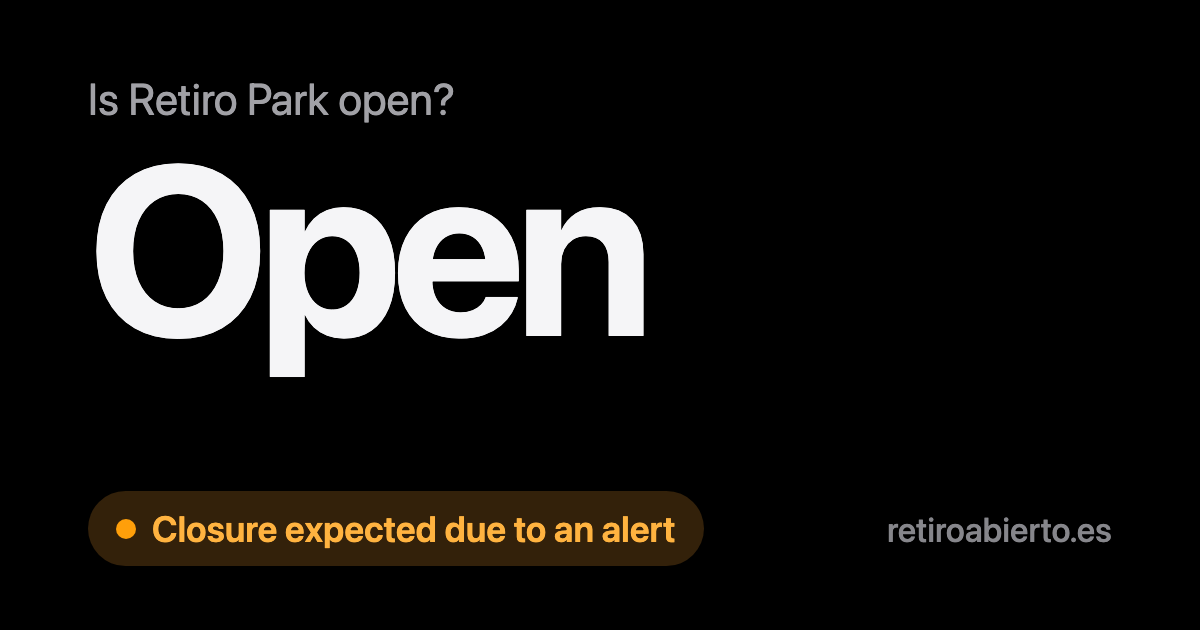 Is Retiro Park open?
Open
Closure expected due to an alert
retiroabierto.es